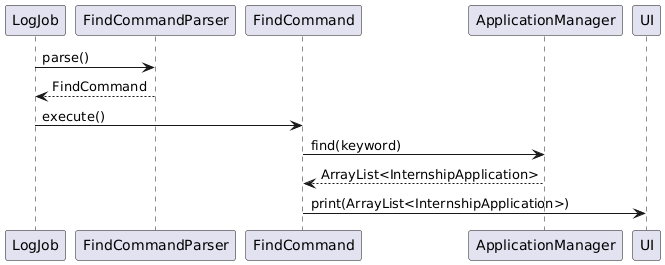 LogJob FindCommandParser FindCommand ApplicationManager UI
parse()
FindCommand
execute()
find(keyword)
ArrayList<InternshipApplication>
print(ArrayList<InternshipApplication>)
LogJob FindCommandParser FindCommand ApplicationManager UI